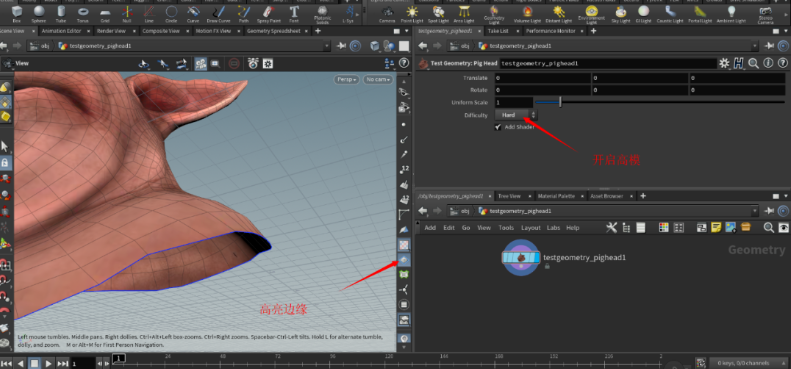 Box Sphere Tube Torus Grid Null Line Circle Curve Draw Curve Path Spray Paint Font Platonic Solids L-Sys
Camera Point Light Spot Light Area Light Geometry Volume Light Distant Light Environment Light Sky Light GI Light Caustic Light Portal Light Ambient Light Stereo Camera
Scene View Animation Editor Render View Composite View Motion FX View Geometry Spreadsheet
testgeometry_pighead1 Take List Performance Monitor
obj testgeometry_pighead1
obj testgeometry_pighead1
View
Test Geometry: Pig Head testgeometry_pighead1
Persp No cam
Translate 0 0 0
Rotate 0 0 0
Uniform Scale 1
Difficulty Hard
Add Shader
开启高模
/obj/testgeometry_pighead1 Tree View Material Palette Asset Browser
obj testgeometry_pighead1
Add Edit Go View Tools Layout Labs Help
Geometry
testgeometry_pighead1
高亮边缘
Left mouse tumbles. Middle pans. Right dollies. Ctrl+Alt+Left box-zooms. Ctrl+Right zooms. Spacebar-Ctrl-Left tilts. Hold L for alternate tumble,
dolly, and zoom. M or Alt+M for First Person Navigration.
1 1 24 48 72 96 120 144 168 192 216 2
0 keys, 0/0 channels